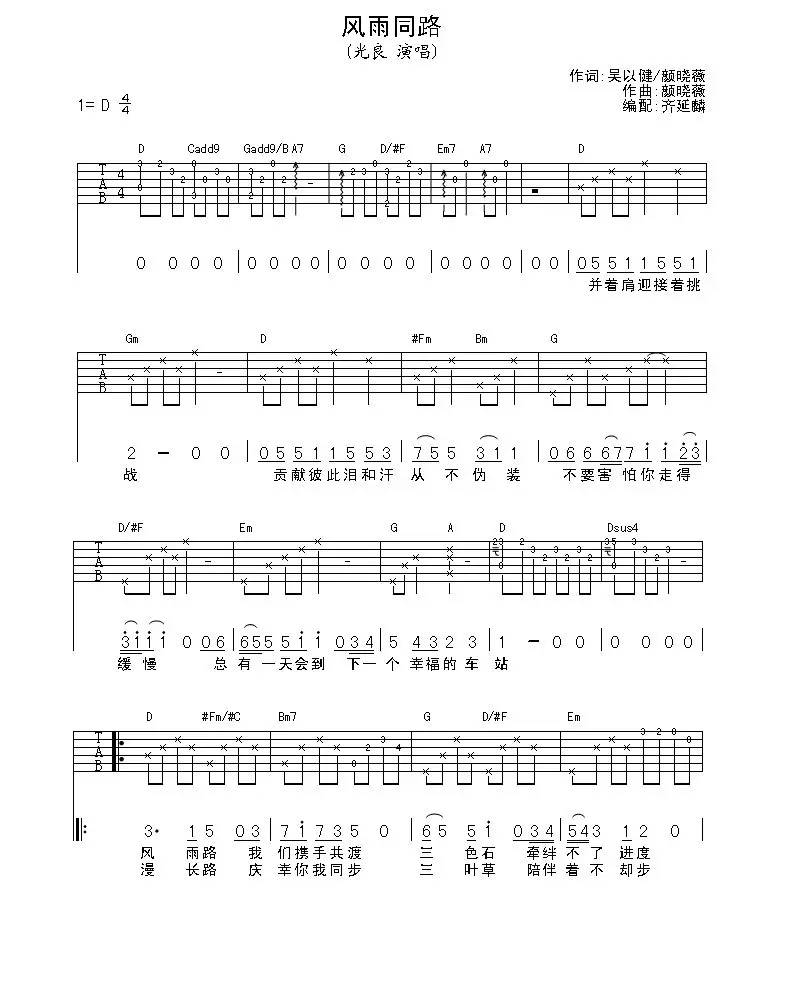 风雨同路
(光良 演唱)
作词:吴以健/颜晓薇
作曲:颜晓薇
编配:齐延麟
1= D 4/4
D Cadd9 Gadd9/B A7 G D/#F Em7 A7 D
0 0 0 0 0 0 0 0 0 0 0 0 0 0 0 0 0 0 0 5 5 1 1 5 5 1
并着肩迎接着挑
Gm D #Fm Bm G
2 - 0 0 0 5 5 1 1 5 5 3 7 5 5 3 1 1 0 6 6 6 7 7 1 1 2 3
战 贡献彼此泪和汗 从 不 伪 装 不要害 怕你走得
D/#F Em G A D Dsus4
3 1 1 1 0 0 6 6 5 5 5 1 1 0 3 4 5 4 3 2 3 1 - 0 0 0 0 0 0
缓 慢 总 有 一天会到 下一个 幸福的 车 站
D #Fm/#C Bm7 G D/#F Em
3· 1 5 0 3 7 1 7 3 5 0 6 5 5 1 0 3 4 5 4 3 1 2 0
风 雨路 我 们携手共渡 三 色石 牵绊 不 了 进度
漫 长路 庆 幸你我同步 三 叶草 陪伴 着 不 却步